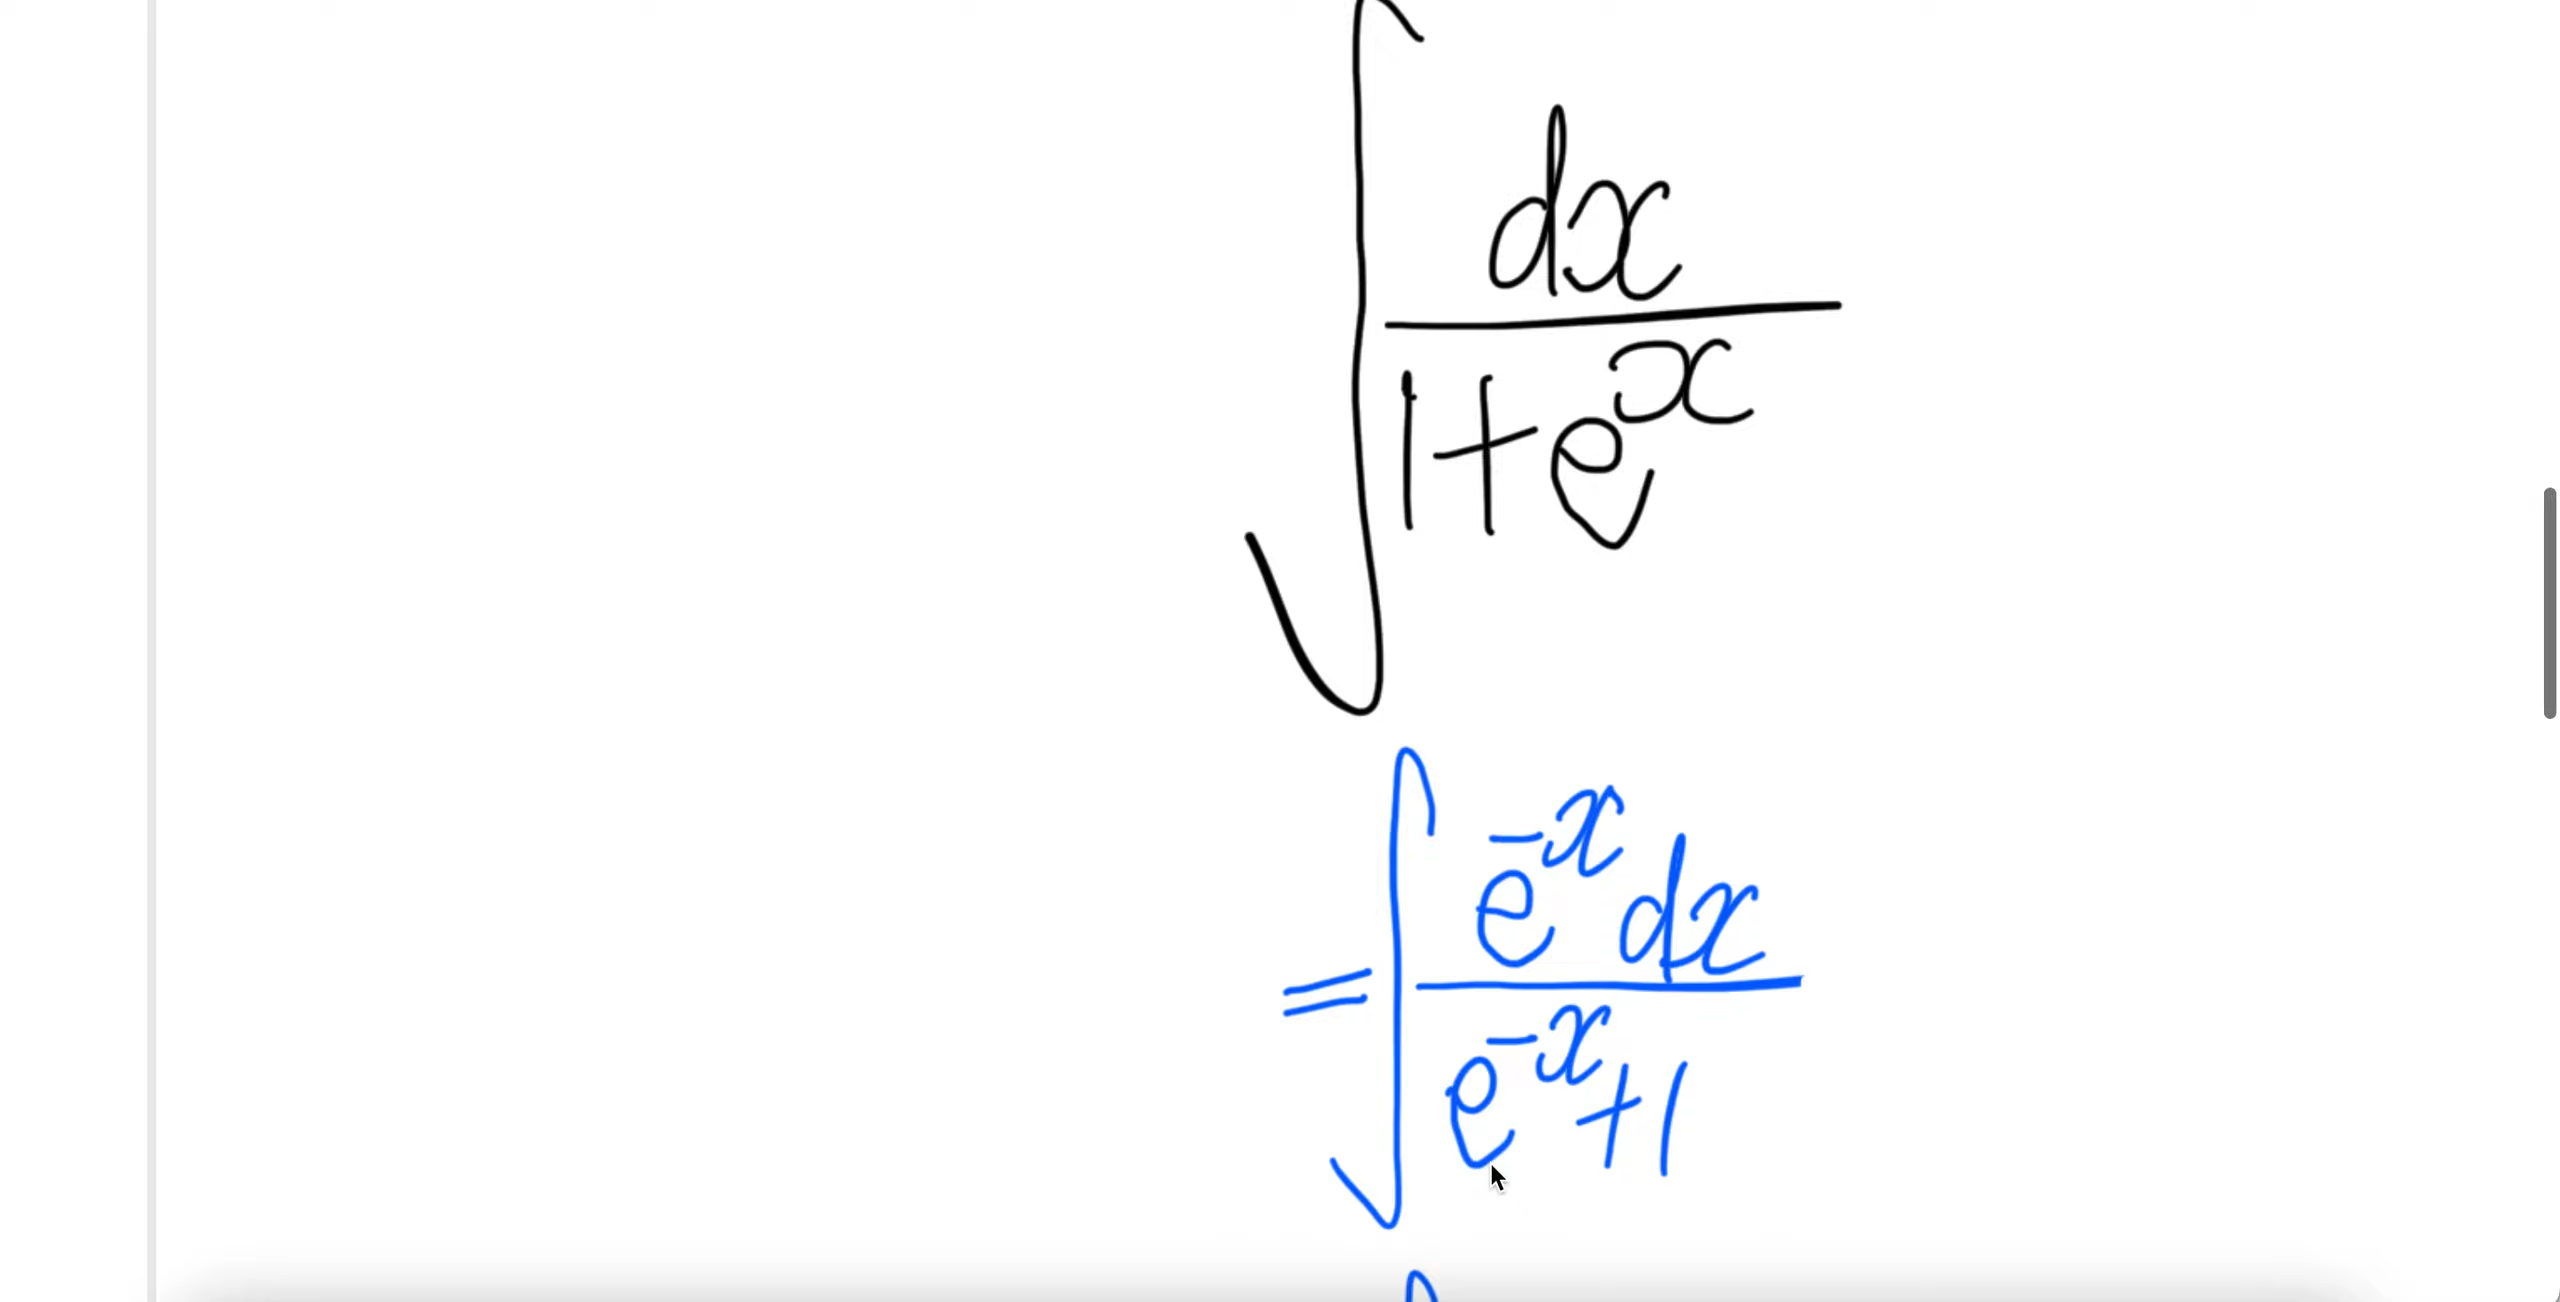 ∫ dx / (1+e^x)
= ∫ e^-x dx / (e^-x +1)